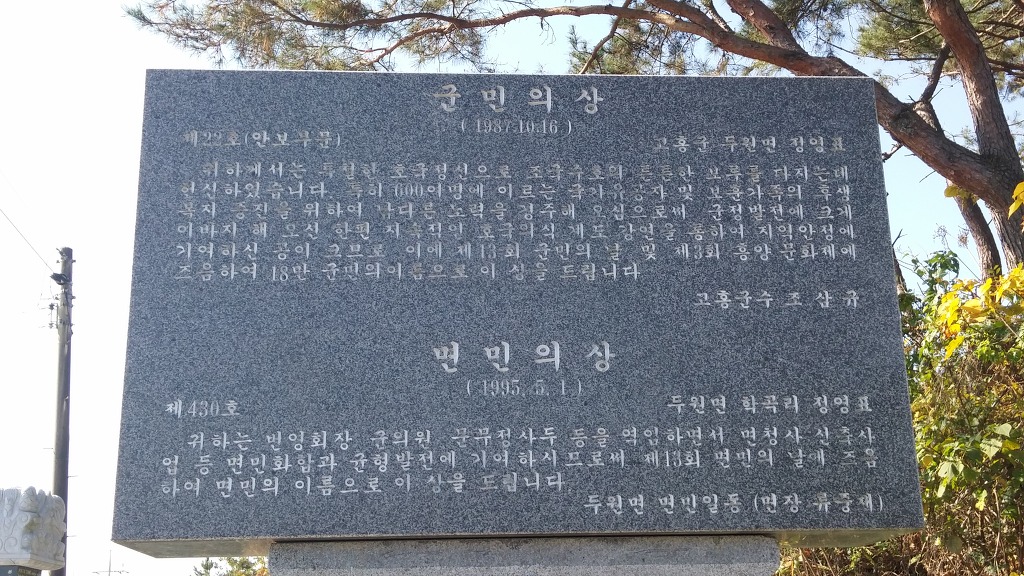 군민의상
(1987.10.16)
제22호(안보부문)
고흥군 두원면 정영표
귀하께서는 투철한 호국정신으로 조국수호의 튼튼한 보루를 다지는데
헌신하였습니다. 특히 600여명에 이르는 국가유공자 및 보훈가족의 후생
복지 증진을 위하여 남다른 노력을 경주해 오심으로써 군정발전에 크게
이바지 해 오신 한편 지속적인 호국의식 계도 강연을 통하여 지역안정에
기여하신 공이 크므로 이에 제13회 군민의 날 및 제3회 흥양 문화제에
즈음하여 18만 군민의이름으로 이 상을 드립니다
고흥군수 조 삼 규
면민의상
(1995.5.1)
제430호
두원면 학곡리 정영표
귀하는 번영회장 군의원 문무정사두 등을 역임하면서 면청사 신축사
업 등 면민화합과 균형발전에 기여하시므로써 제13회 면민의 날에 즈음
하여 면민의 이름으로 이 상을 드립니다
두원면 면민일동 (면장 류중재)